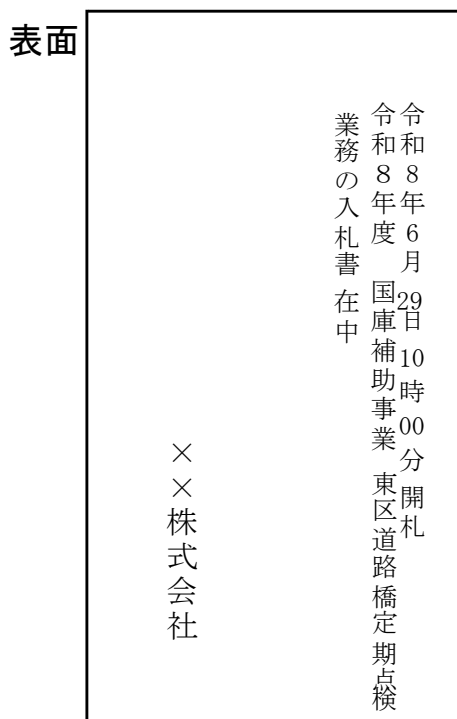 表面
令和８年６月29日 10時00分 開札
令和８年度　国庫補助事業　東区道路橋定期点検
業務の入札書 在中
××株式会社